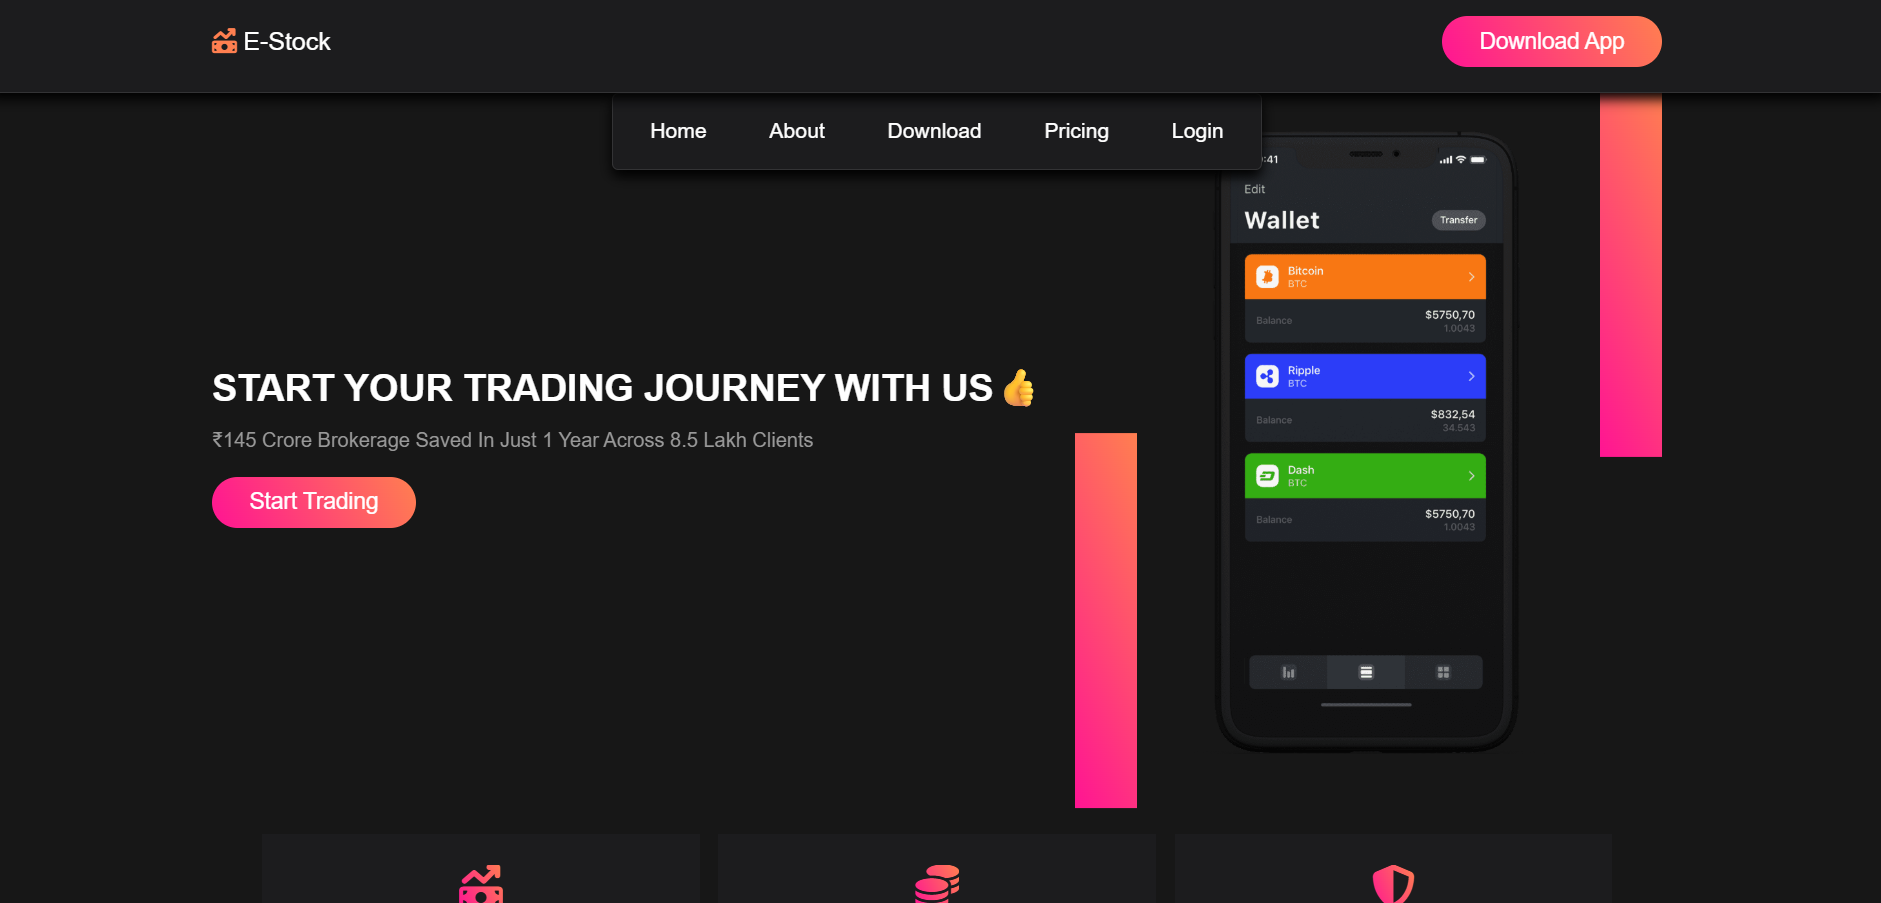 E-Stock
Download App
Home About Download Pricing Login
:41
Edit
Wallet
Transfer
Bitcoin
BTC
Balance $5750,70
1.0043
Ripple
BTC
Balance $832,54
34.543
Dash
BTC
Balance $5750,70
1.0043
START YOUR TRADING JOURNEY WITH US
₹145 Crore Brokerage Saved In Just 1 Year Across 8.5 Lakh Clients
Start Trading